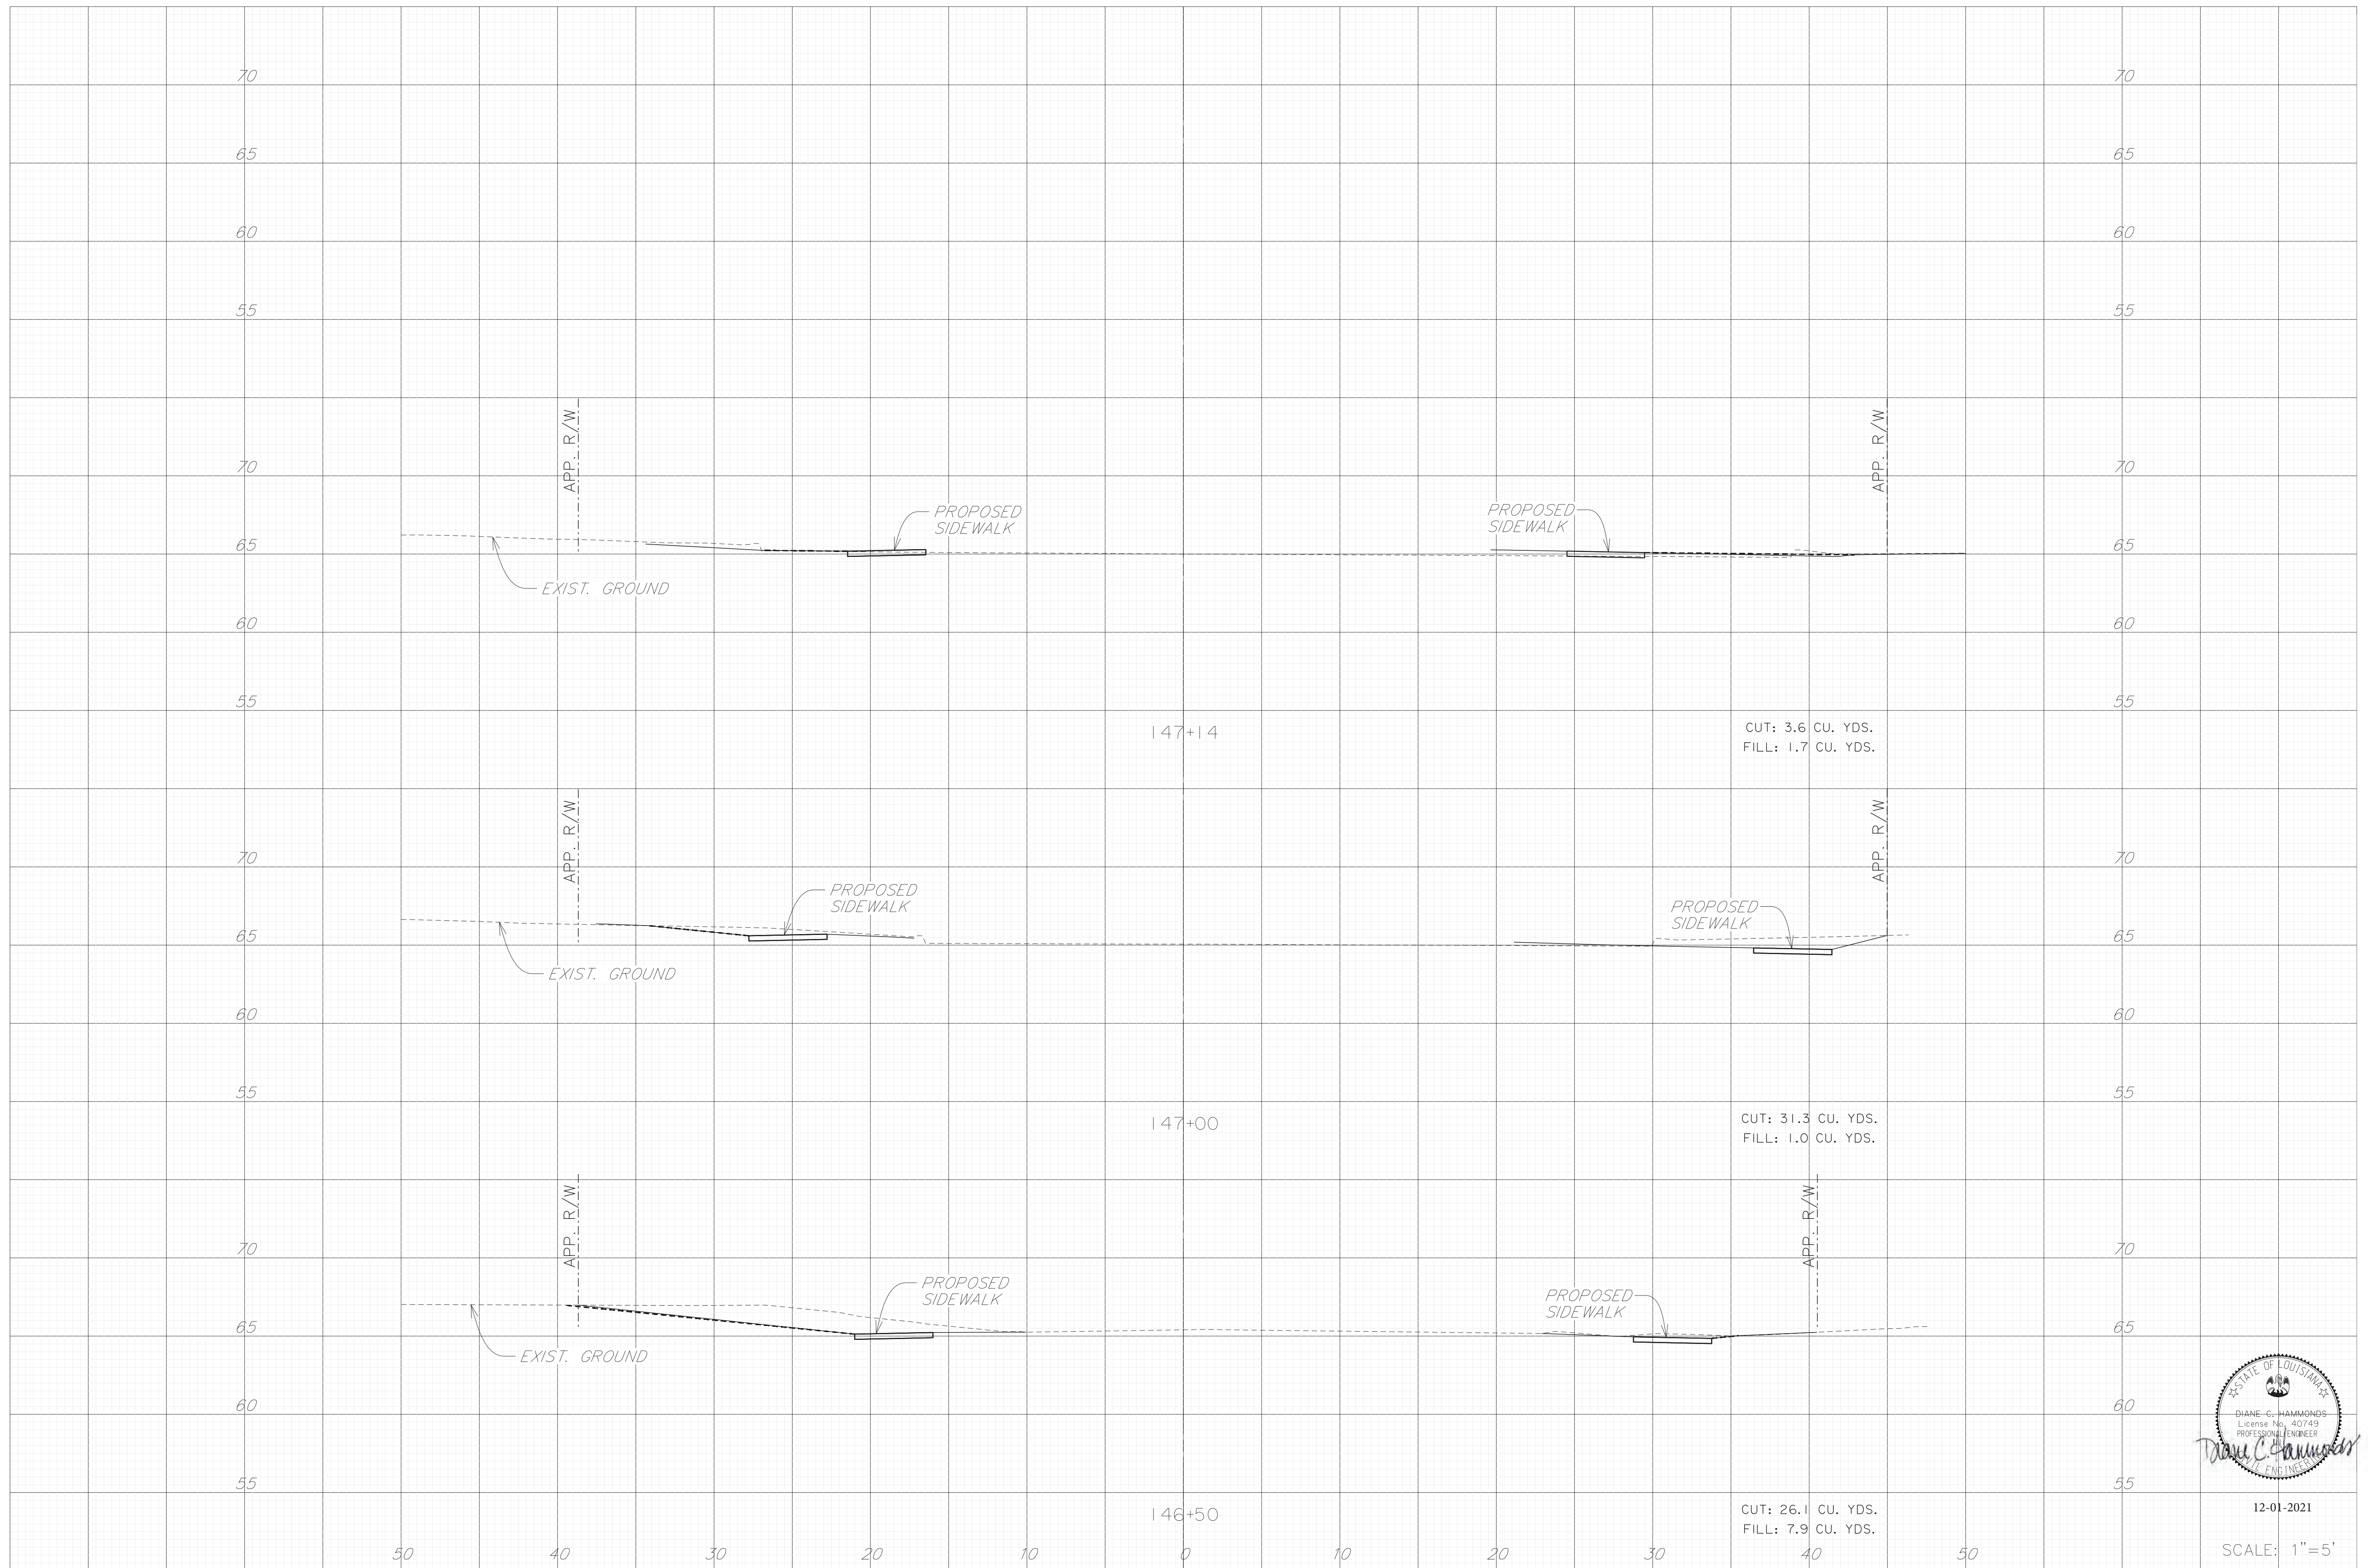 70 70
65 65
60 60
55 55
APP. R/W APP. R/W
70 70
PROPOSED
SIDEWALK
PROPOSED
SIDEWALK
65 65
EXIST. GROUND
60 60
55 55
147+14
CUT: 3.6 CU. YDS.
FILL: 1.7 CU. YDS.
APP. R/W APP. R/W
70 70
PROPOSED
SIDEWALK
PROPOSED
SIDEWALK
65 65
EXIST. GROUND
60 60
55 55
147+00
CUT: 31.3 CU. YDS.
FILL: 1.0 CU. YDS.
APP. R/W APP. R/W
70 70
PROPOSED
SIDEWALK
PROPOSED
SIDEWALK
65 65
EXIST. GROUND
60 60
55 55
146+50
CUT: 26.1 CU. YDS.
FILL: 7.9 CU. YDS.
STATE OF LOUISIANA
DIANE C. HAMMONDS
License No. 40749
PROFESSIONAL ENGINEER
IN
Diane C. Hammonds
ENGINEERING
12-01-2021
50 40 30 20 10 0 10 20 30 40 50
SCALE: 1"=5'